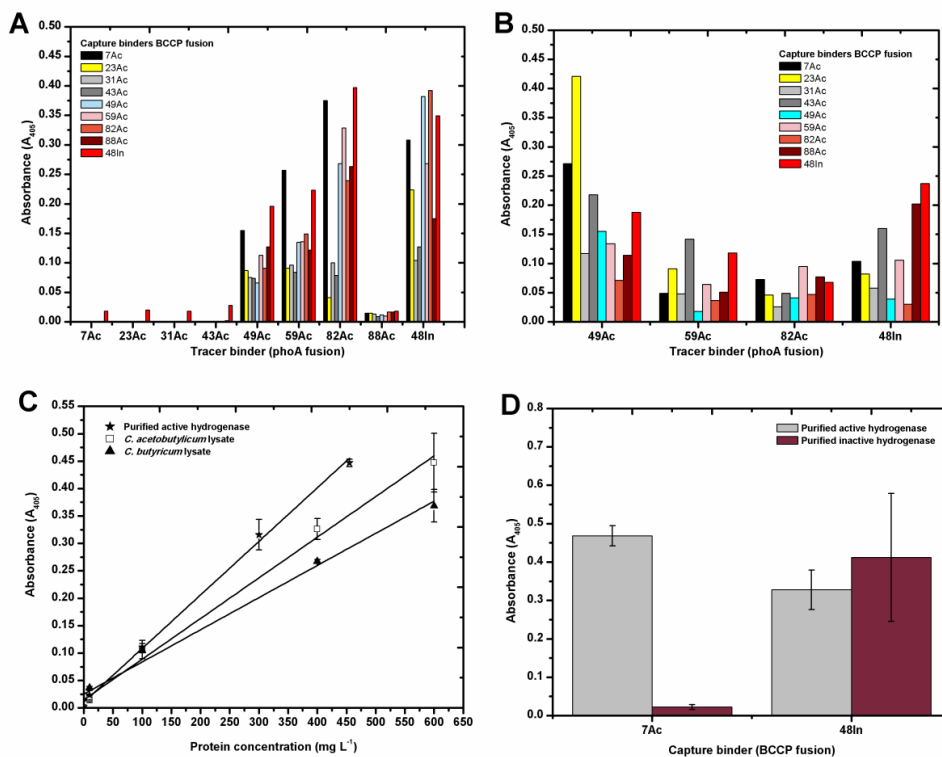 A
Capture binders BCCP fusion
7Ac
23Ac
31Ac
43Ac
49Ac
59Ac
82Ac
88Ac
48In
Absorbance (A405)
0.50
0.45
0.40
0.35
0.30
0.25
0.20
0.15
0.10
0.05
0.00
7Ac 23Ac 31Ac 43Ac 49Ac 59Ac 82Ac 88Ac 48In
Tracer binder (phoA fusion)
B
Capture binders BCCP fusion
7Ac
23Ac
31Ac
43Ac
49Ac
59Ac
82Ac
88Ac
48In
Absorbance (A405)
0.50
0.45
0.40
0.35
0.30
0.25
0.20
0.15
0.10
0.05
0.00
49Ac 59Ac 82Ac 48In
Tracer binder (phoA fusion)
C
Purified active hydrogenase
C. acetobutylicum lysate
C. butyricum lysate
Absorbance (A405)
0.55
0.50
0.45
0.40
0.35
0.30
0.25
0.20
0.15
0.10
0.05
0.00
0 50 100 150 200 250 300 350 400 450 500 550 600 650
Protein concentration (mg L-1)
D
Purified active hydrogenase
Purified inactive hydrogenase
Absorbance (A405)
0.8
0.7
0.6
0.5
0.4
0.3
0.2
0.1
0.0
7Ac 48In
Capture binder (BCCP fusion)